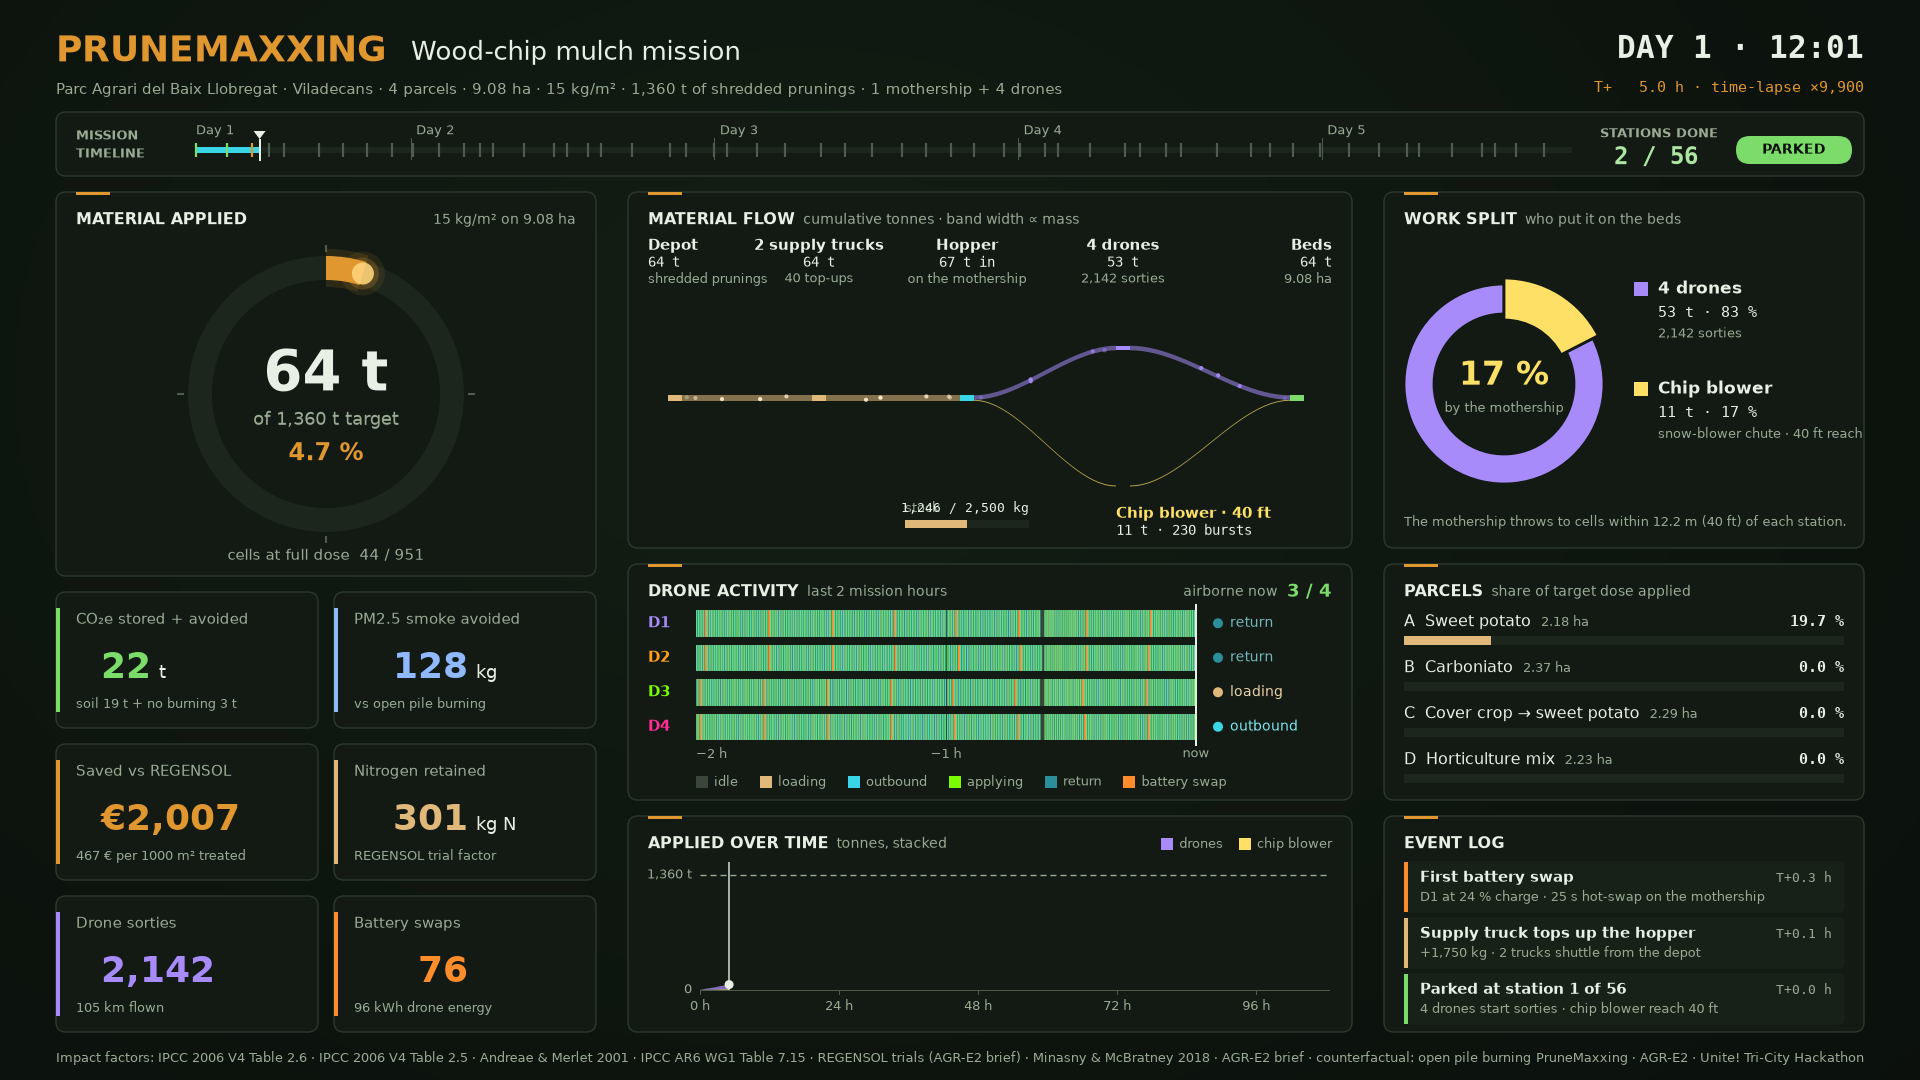 PRUNEMAXXING Wood-chip mulch mission
DAY 1 · 12:01
Parc Agrari del Baix Llobregat · Viladecans · 4 parcels · 9.08 ha · 15 kg/m² · 1,360 t of shredded prunings · 1 mothership + 4 drones
T+ 5.0 h · time-lapse ×9,900
MISSION TIMELINE
Day 1 Day 2 Day 3 Day 4 Day 5
STATIONS DONE
2 / 56
PARKED
MATERIAL APPLIED 15 kg/m² on 9.08 ha
64 t
of 1,360 t target
4.7 %
cells at full dose 44 / 951
MATERIAL FLOW cumulative tonnes · band width ∝ mass
Depot 2 supply trucks Hopper 4 drones Beds
64 t 64 t 67 t in 53 t 64 t
shredded prunings 40 top-ups on the mothership 2,142 sorties 9.08 ha
1,246 / 2,500 kg
Chip blower · 40 ft
11 t · 230 bursts
WORK SPLIT who put it on the beds
17 %
by the mothership
4 drones
53 t · 83 %
2,142 sorties
Chip blower
11 t · 17 %
snow-blower chute · 40 ft reach
The mothership throws to cells within 12.2 m (40 ft) of each station.
CO₂e stored + avoided
22 t
soil 19 t + no burning 3 t
PM2.5 smoke avoided
128 kg
vs open pile burning
Saved vs REGENSOL
€2,007
467 € per 1000 m² treated
Nitrogen retained
301 kg N
REGENSOL trial factor
Drone sorties
2,142
105 km flown
Battery swaps
76
96 kWh drone energy
DRONE ACTIVITY last 2 mission hours airborne now 3 / 4
D1 return
D2 return
D3 loading
D4 outbound
−2 h −1 h now
idle loading outbound applying return battery swap
APPLIED OVER TIME tonnes, stacked drones chip blower
1,360 t
0
0 h 24 h 48 h 72 h 96 h
PARCELS share of target dose applied
A Sweet potato 2.18 ha 19.7 %
B Carboniato 2.37 ha 0.0 %
C Cover crop → sweet potato 2.29 ha 0.0 %
D Horticulture mix 2.23 ha 0.0 %
EVENT LOG
First battery swap T+0.3 h
D1 at 24 % charge · 25 s hot-swap on the mothership
Supply truck tops up the hopper T+0.1 h
+1,750 kg · 2 trucks shuttle from the depot
Parked at station 1 of 56 T+0.0 h
4 drones start sorties · chip blower reach 40 ft
Impact factors: IPCC 2006 V4 Table 2.6 · IPCC 2006 V4 Table 2.5 · Andreae & Merlet 2001 · IPCC AR6 WG1 Table 7.15 · REGENSOL trials (AGR-E2 brief) · Minasny & McBratney 2018 · AGR-E2 brief · counterfactual: open pile burning PruneMaxxing · AGR-E2 · Unite! Tri-City Hackathon